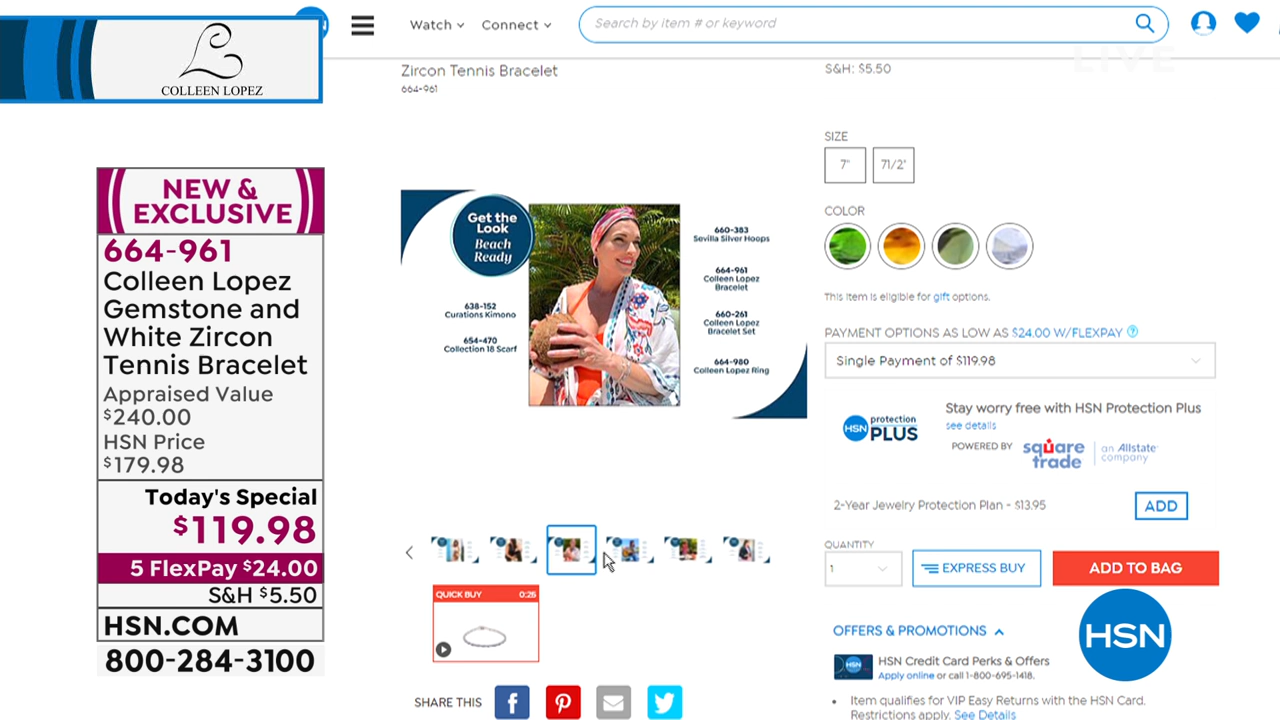 COLLEEN LOPEZ
Watch
Connect
Search by item # or keyword
LIVE
Zircon Tennis Bracelet
664-961
S&H: $5.50
NEW &
EXCLUSIVE
664-961
Colleen Lopez
Gemstone and
White Zircon
Tennis Bracelet
Appraised Value
$240.00
HSN Price
$179.98
Today's Special
$119.98
5 FlexPay $24.00
S&H $5.50
HSN.COM
800-284-3100
Get the
Look
Beach
Ready
638-152
Curations Kimono
654-470
Collection 18 Scarf
660-383
Sevilla Silver Hoops
664-961
Colleen Lopez
Bracelet
660-261
Colleen Lopez
Bracelet Set
664-980
Colleen Lopez Ring
QUICK BUY 0:25
SHARE THIS
SIZE
7" 71/2"
COLOR
This item is eligible for gift options.
PAYMENT OPTIONS AS LOW AS $24.00 W/FLEXPAY
Single Payment of $119.98
HSN protection
PLUS
Stay worry free with HSN Protection Plus
see details
POWERED BY square
trade
an Allstate
company
2-Year Jewelry Protection Plan - $13.95
ADD
QUANTITY
1
EXPRESS BUY
ADD TO BAG
OFFERS & PROMOTIONS
HSN
HSN
HSN Credit Card Perks & Offers
Apply online or call 1-800-695-1418.
Item qualifies for VIP Easy Returns with the HSN Card.
Restrictions apply. See Details